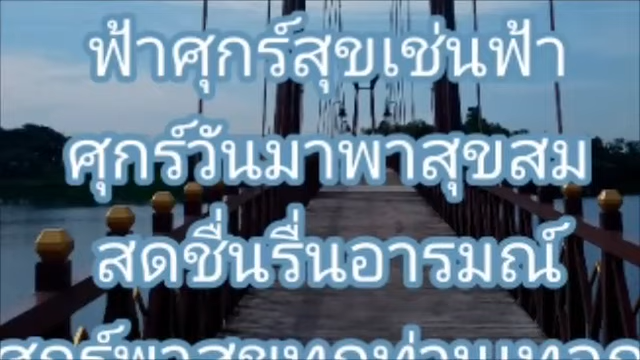 ฟ้าศุกร์สุขเช่นฟ้า
ศุกร์วันมาพาสุขสม
สดชื่นรื่นอารมณ์